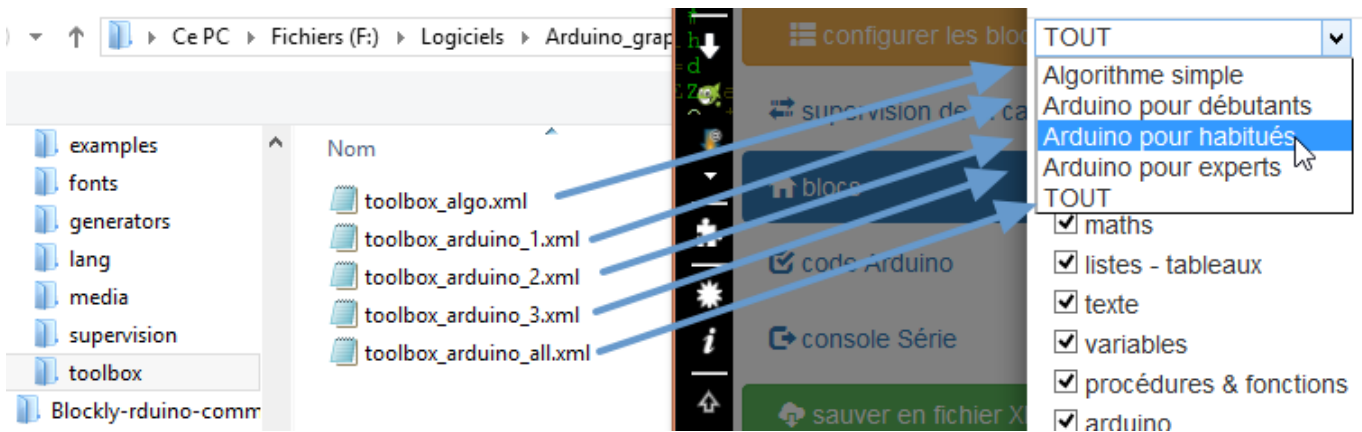 Ce PC Fichiers (F:) Logiciels Arduino_grap
examples
fonts
generators
lang
media
supervision
toolbox
Blockly-rduino-comm
Nom
toolbox_algo.xml
toolbox_arduino_1.xml
toolbox_arduino_2.xml
toolbox_arduino_3.xml
toolbox_arduino_all.xml
configurer les bloc
supervision de ca
blocs
code Arduino
console Série
sauver en fichier X
TOUT
Algorithme simple
Arduino pour débutants
Arduino pour habitués
Arduino pour experts
TOUT
maths
listes - tableaux
texte
variables
procédures & fonctions
arduino